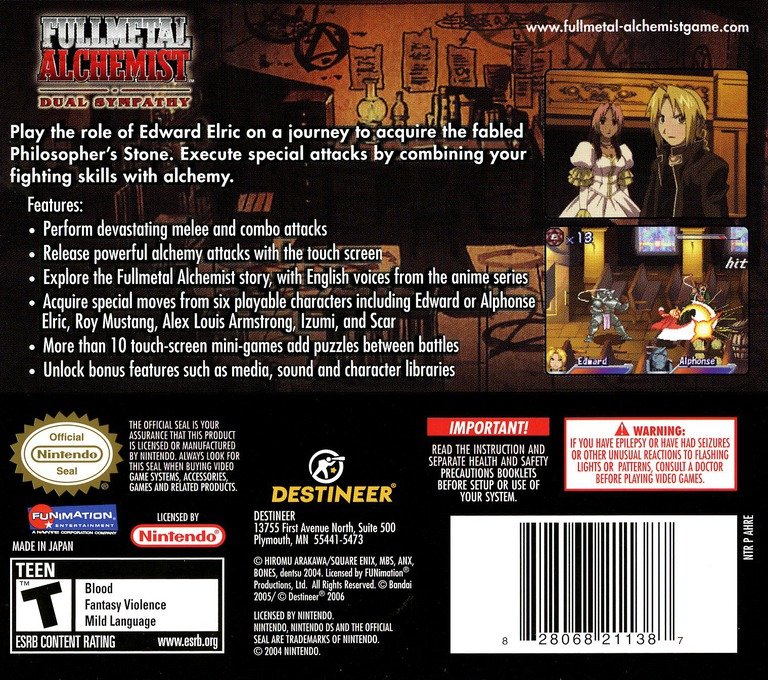 FULLMETAL
ALCHEMIST
DUAL SYMPATHY
www.fullmetal-alchemistgame.com
Play the role of Edward Elric on a journey to acquire the fabled
Philosopher's Stone. Execute special attacks by combining your
fighting skills with alchemy.
Features:
• Perform devastating melee and combo attacks
• Release powerful alchemy attacks with the touch screen
• Explore the Fullmetal Alchemist story, with English voices from the anime series
• Acquire special moves from six playable characters including Edward or Alphonse
Elric, Roy Mustang, Alex Louis Armstrong, Izumi, and Scar
• More than 10 touch-screen mini-games add puzzles between battles
• Unlock bonus features such as media, sound and character libraries
x13
hit
Edward
Alphonse
Official
Nintendo
Seal
THE OFFICIAL SEAL IS YOUR
ASSURANCE THAT THIS PRODUCT
IS LICENSED OR MANUFACTURED
BY NINTENDO. ALWAYS LOOK FOR
THIS SEAL WHEN BUYING VIDEO
GAME SYSTEMS, ACCESSORIES,
GAMES AND RELATED PRODUCTS.
FUNIMATION
ENTERTAINMENT
A NAVARRE CORPORATION COMPANY
LICENSED BY
Nintendo®
MADE IN JAPAN
TEEN
T
™
Blood
Fantasy Violence
Mild Language
ESRB CONTENT RATING
www.esrb.org
DESTINEER®
DESTINEER
13755 First Avenue North, Suite 500
Plymouth, MN 55441-5473
© HIROMU ARAKAWA/SQUARE ENIX, MBS, ANX,
BONES, dentsu 2004. Licensed by FUNimation®
Productions, Ltd. All Rights Reserved. © Bandai
2005/ © Destineer® 2006
LICENSED BY NINTENDO.
NINTENDO, NINTENDO DS AND THE OFFICIAL
SEAL ARE TRADEMARKS OF NINTENDO.
© 2004 NINTENDO.
IMPORTANT!
READ THE INSTRUCTION AND
SEPARATE HEALTH AND SAFETY
PRECAUTIONS BOOKLETS
BEFORE SETUP OR USE OF
YOUR SYSTEM.
WARNING:
IF YOU HAVE EPILEPSY OR HAVE HAD SEIZURES
OR OTHER UNUSUAL REACTIONS TO FLASHING
LIGHTS OR PATTERNS, CONSULT A DOCTOR
BEFORE PLAYING VIDEO GAMES.
8 28068 21138 7
NTR P AHRE